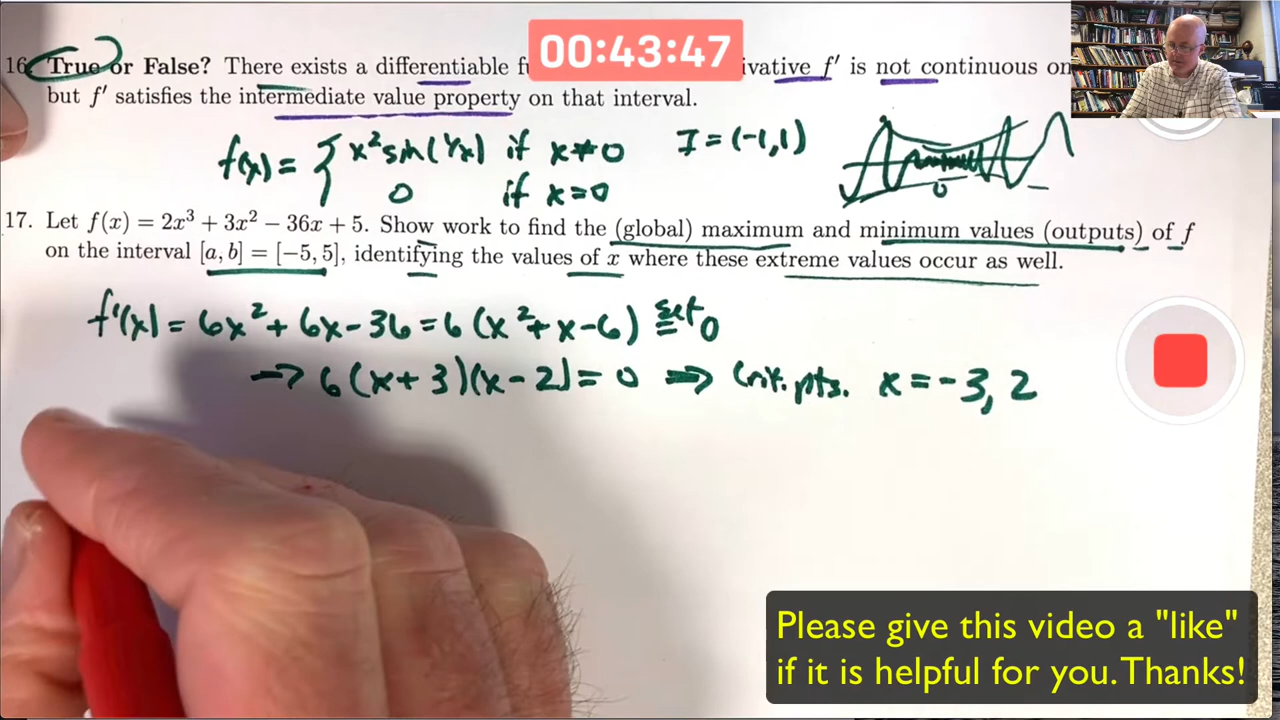 00:43:47
16. True or False? There exists a differentiable f ivative f′ is not continuous on
but f′ satisfies the intermediate value property on that interval.
f(x) = { x² sin(1/x) if x ≠ 0 I = (-1,1)
0 if x = 0
0
17. Let f(x) = 2x³ + 3x² − 36x + 5. Show work to find the (global) maximum and minimum values (outputs) of f
on the interval [a, b] = [−5, 5], identifying the values of x where these extreme values occur as well.
f′(x) = 6x² + 6x − 36 = 6(x² + x − 6) set = 0
→ 6(x + 3)(x − 2) = 0 ⇒ Crit. pts. x = −3, 2
Please give this video a "like"
if it is helpful for you. Thanks!